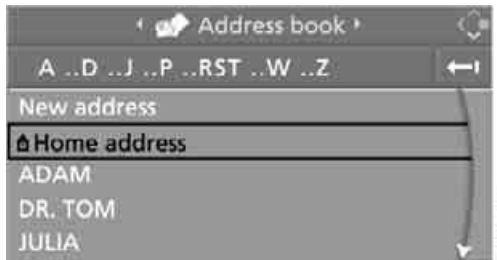 Address book
A ..D ..J ..P ..RST ..W ..Z
New address
Home address
ADAM
DR. TOM
JULIA